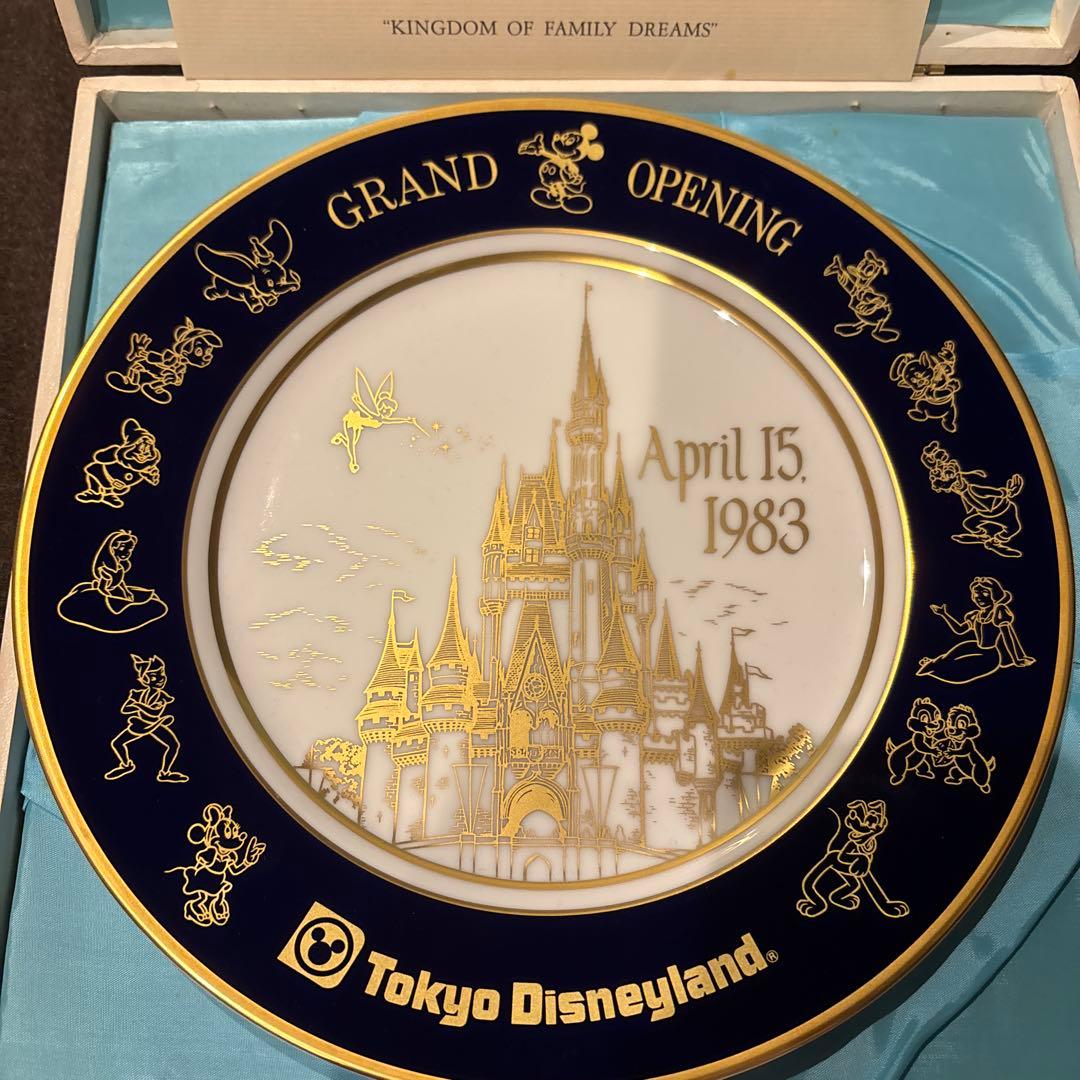 "KINGDOM OF FAMILY DREAMS"
GRAND OPENING
April 15,
1983
Tokyo Disneyland®